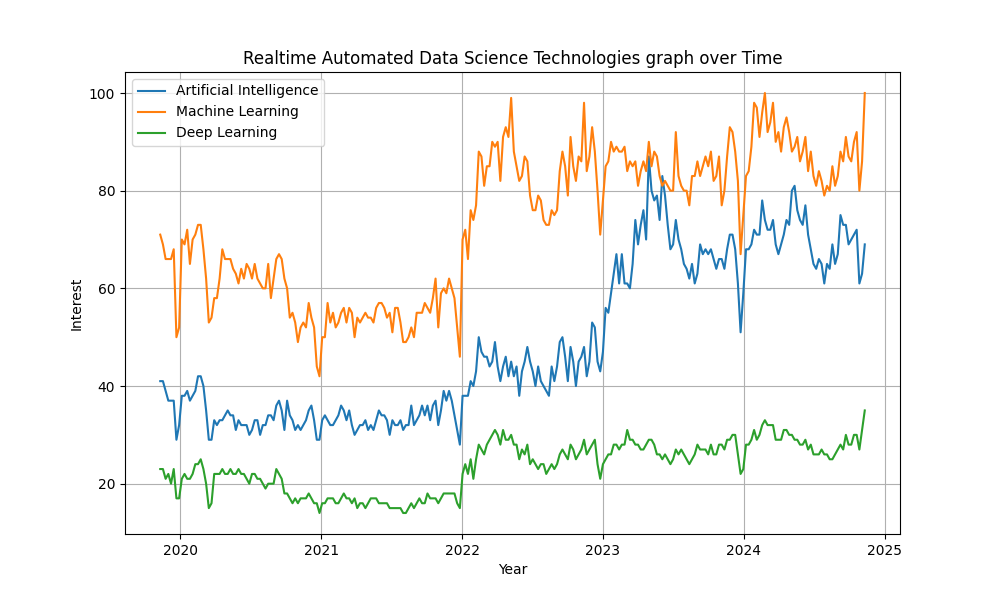 Realtime Automated Data Science Technologies graph over Time
Artificial Intelligence
Machine Learning
Deep Learning
100
80
60
40
20
Interest
2020 2021 2022 2023 2024 2025
Year